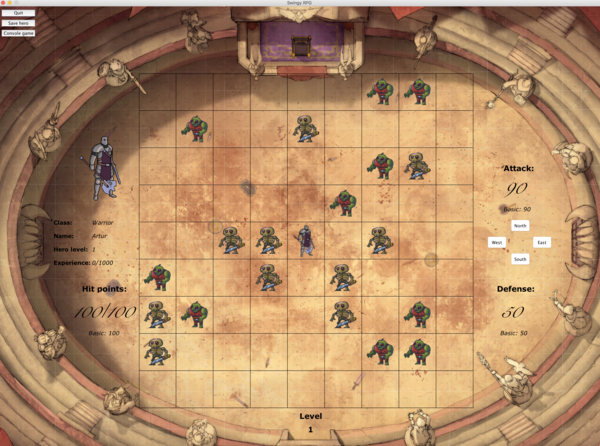 Swingy RPG
Quit
Save hero
Console game
Class: Warrior
Name: Artur
Hero level: 1
Experience: 0/1000
Hit points:
100/100
Basic: 100
Attack:
90
Basic: 90
North
West East
South
Defense:
50
Basic: 50
Level
1